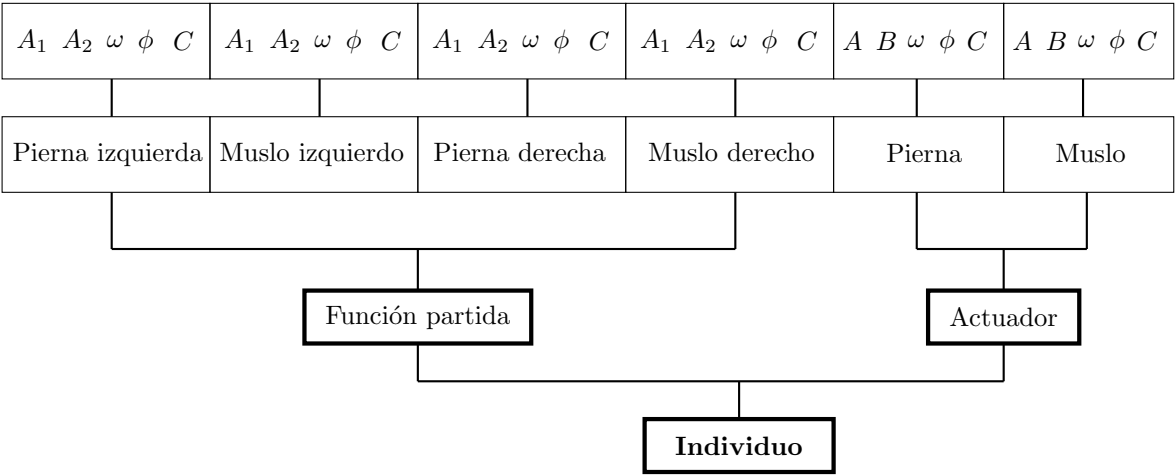 A₁ A₂ ω ϕ C A₁ A₂ ω ϕ C A₁ A₂ ω ϕ C A₁ A₂ ω ϕ C A B ω ϕ C A B ω ϕ C
Pierna izquierda Muslo izquierdo Pierna derecha Muslo derecho Pierna Muslo
Función partida Actuador
Individuo